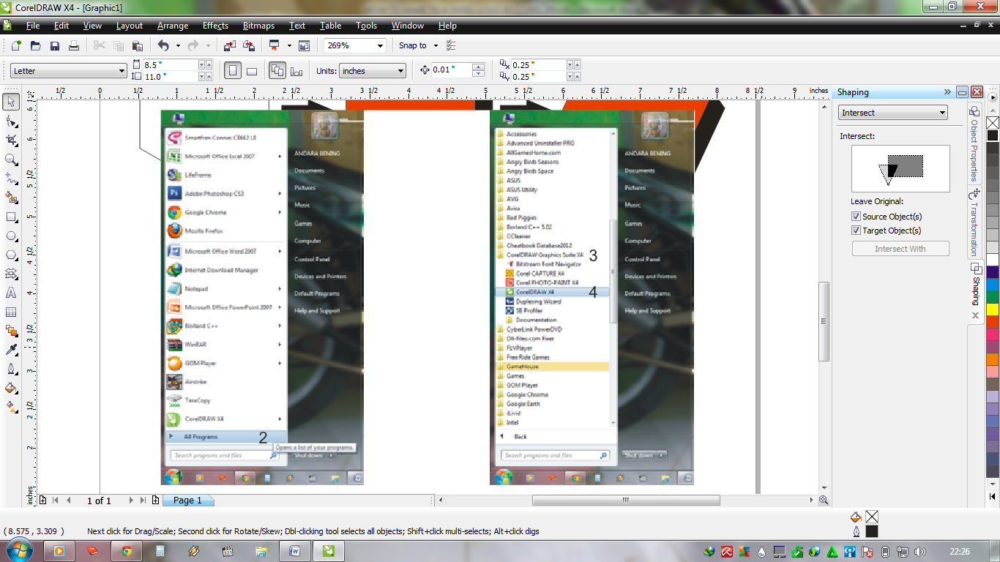 CorelDRAW X4 - [Graphic1]
File Edit View Layout Arrange Effects Bitmaps Text Table Tools Window Help
269% Snap to
Letter 8.5 " 11.0 " Units: inches 0.01 " 0.25 " 0.25 "
1/2 0 1/2 1 1 1/2 2 2 1/2 3 3 1/2 4 4 1/2 5 5 1/2 6 6 1/2 7 7 1/2 8 8 1/2 9 inches
Smartfren Connex CE682 UI
Microsoft Office Excel 2007
LifeFrame
Adobe Photoshop CS3
Google Chrome
Mozilla Firefox
Microsoft Office Word 2007
Internet Download Manager
Notepad
Microsoft Office PowerPoint 2007
Borland C++
WinRAR
GOM Player
Airstrike
TeraCopy
CorelDRAW X4
All Programs 2
Opens a list of your programs.
Search programs and files
Shut down
1
ANDARA BENING
Documents
Pictures
Music
Games
Computer
Control Panel
Devices and Printers
Default Programs
Help and Support
Accessories
Advanced Uninstaller PRO
AllGamesHome.com
Angry Birds Seasons
Angry Birds Space
ASUS
ASUS Utility
AVG
Avira
Bad Piggies
Borland C++ 5.02
CCleaner
Cheatbook Database2012
CorelDRAW Graphics Suite X4 3
Bitstream Font Navigator
Corel CAPTURE X4
Corel PHOTO-PAINT X4
CorelDRAW X4 4
Duplexing Wizard
SB Profiler
Documentation
CyberLink PowerDVD
Dll-Files.com Fixer
FLVPlayer
Free Ride Games
GameHouse
Games
GOM Player
Google Chrome
Google Earth
iLivid
Intel
Back
Search programs and files
Shut down
ANDARA BENING
Documents
Pictures
Music
Games
Computer
Control Panel
Devices and Printers
Default Programs
Help and Support
Shaping
Intersect
Intersect:
Leave Original:
Source Object(s)
Target Object(s)
Intersect With
Object Properties
Transformation
Shaping
inches
1 of 1 Page 1
( 8.575 , 3.309 ) Next click for Drag/Scale; Second click for Rotate/Skew; Dbl-clicking tool selects all objects; Shift+click multi-selects; Alt+click digs
22:26